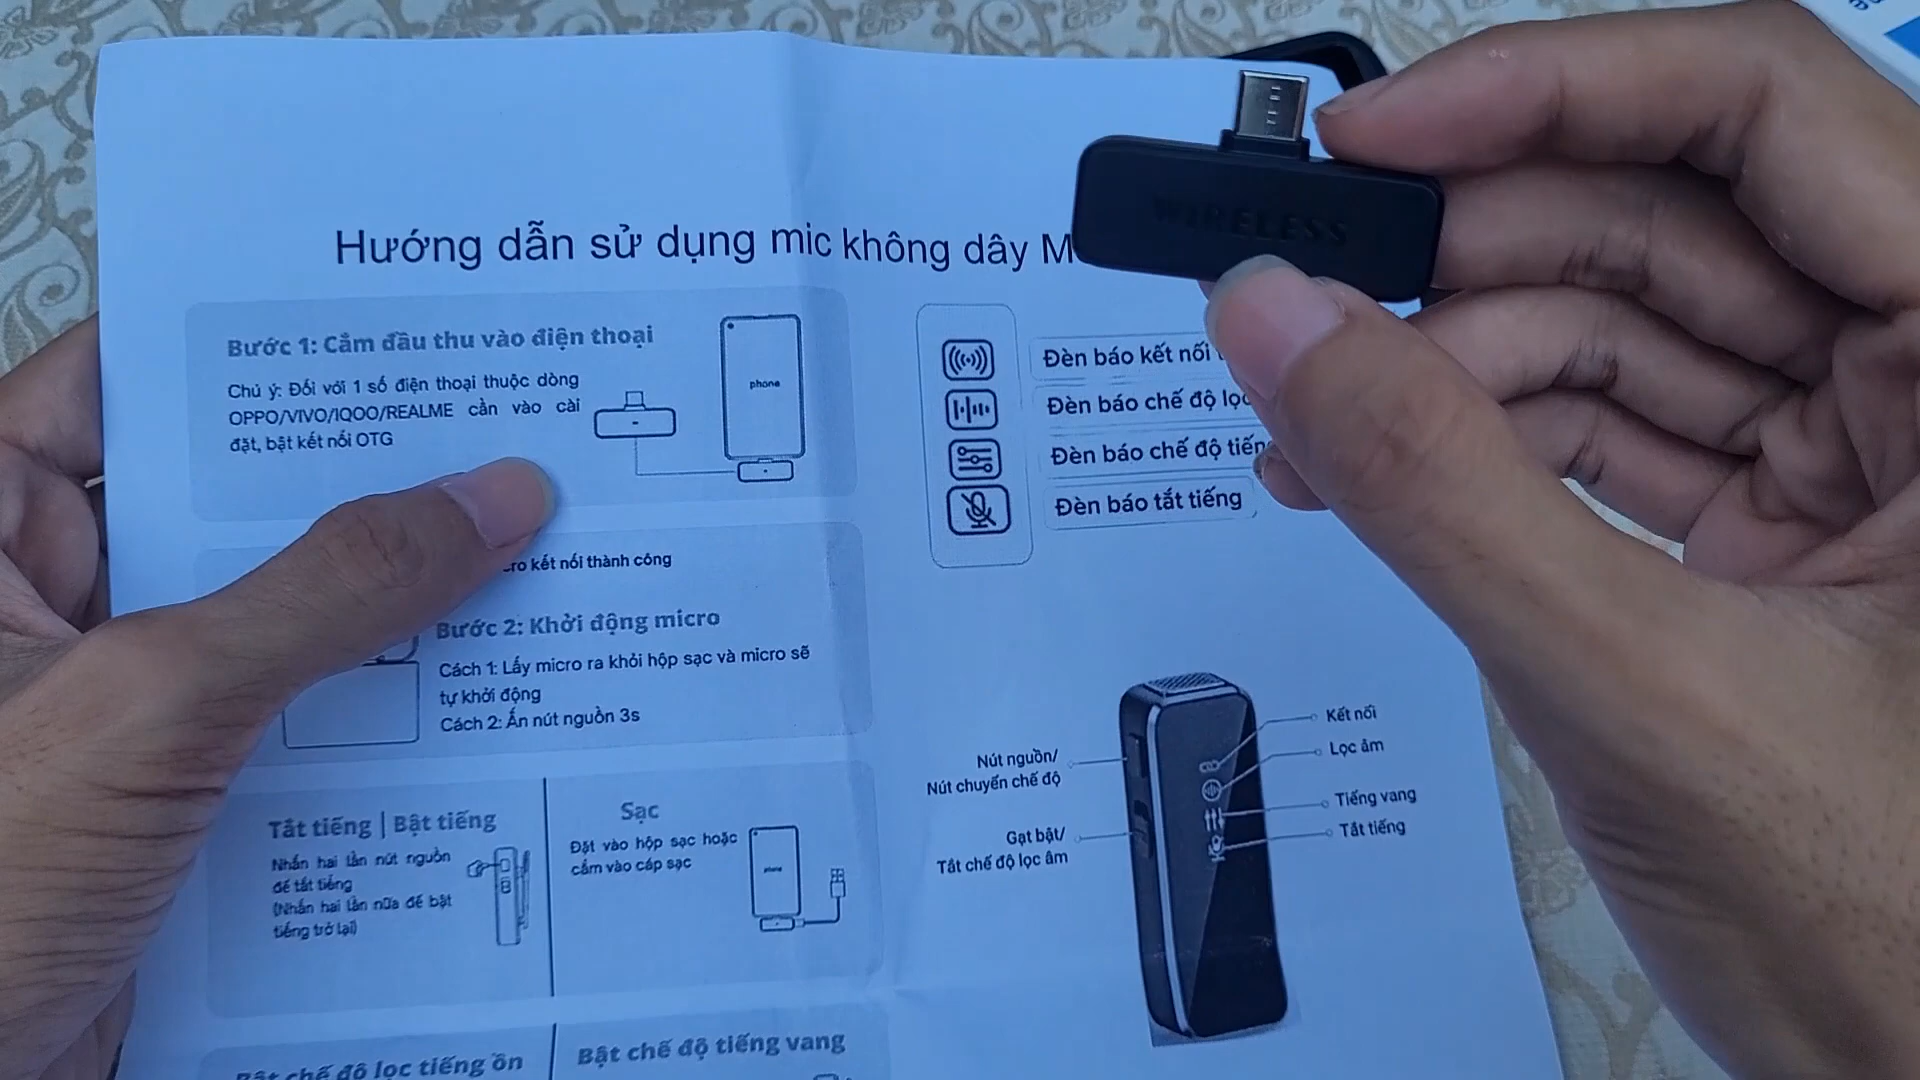 Hướng dẫn sử dụng mic không dây M
WIRELESS
Bước 1: Cắm đầu thu vào điện thoại
Chú ý: Đối với 1 số điện thoại thuộc dòng
OPPO/VIVO/IQOO/REALME cần vào cài
đặt, bật kết nối OTG
phone
kết nối thành công
Bước 2: Khởi động micro
Cách 1: Lấy micro ra khỏi hộp sạc và micro sẽ
tự khởi động
Cách 2: Ấn nút nguồn 3s
Tắt tiếng | Bật tiếng
Nhấn hai lần nút nguồn
để tắt tiếng
(Nhấn hai lần nữa để bật
tiếng trở lại)
Sạc
Đặt vào hộp sạc hoặc
cắm vào cáp sạc
phone
Bật chế độ lọc tiếng ồn
Bật chế độ tiếng vang
Đèn báo kết nối
Đèn báo chế độ lọc
Đèn báo chế độ tiếng
Đèn báo tắt tiếng
Nút nguồn/
Nút chuyển chế độ
Gạt bật/
Tắt chế độ lọc âm
Kết nối
Lọc âm
Tiếng vang
Tắt tiếng